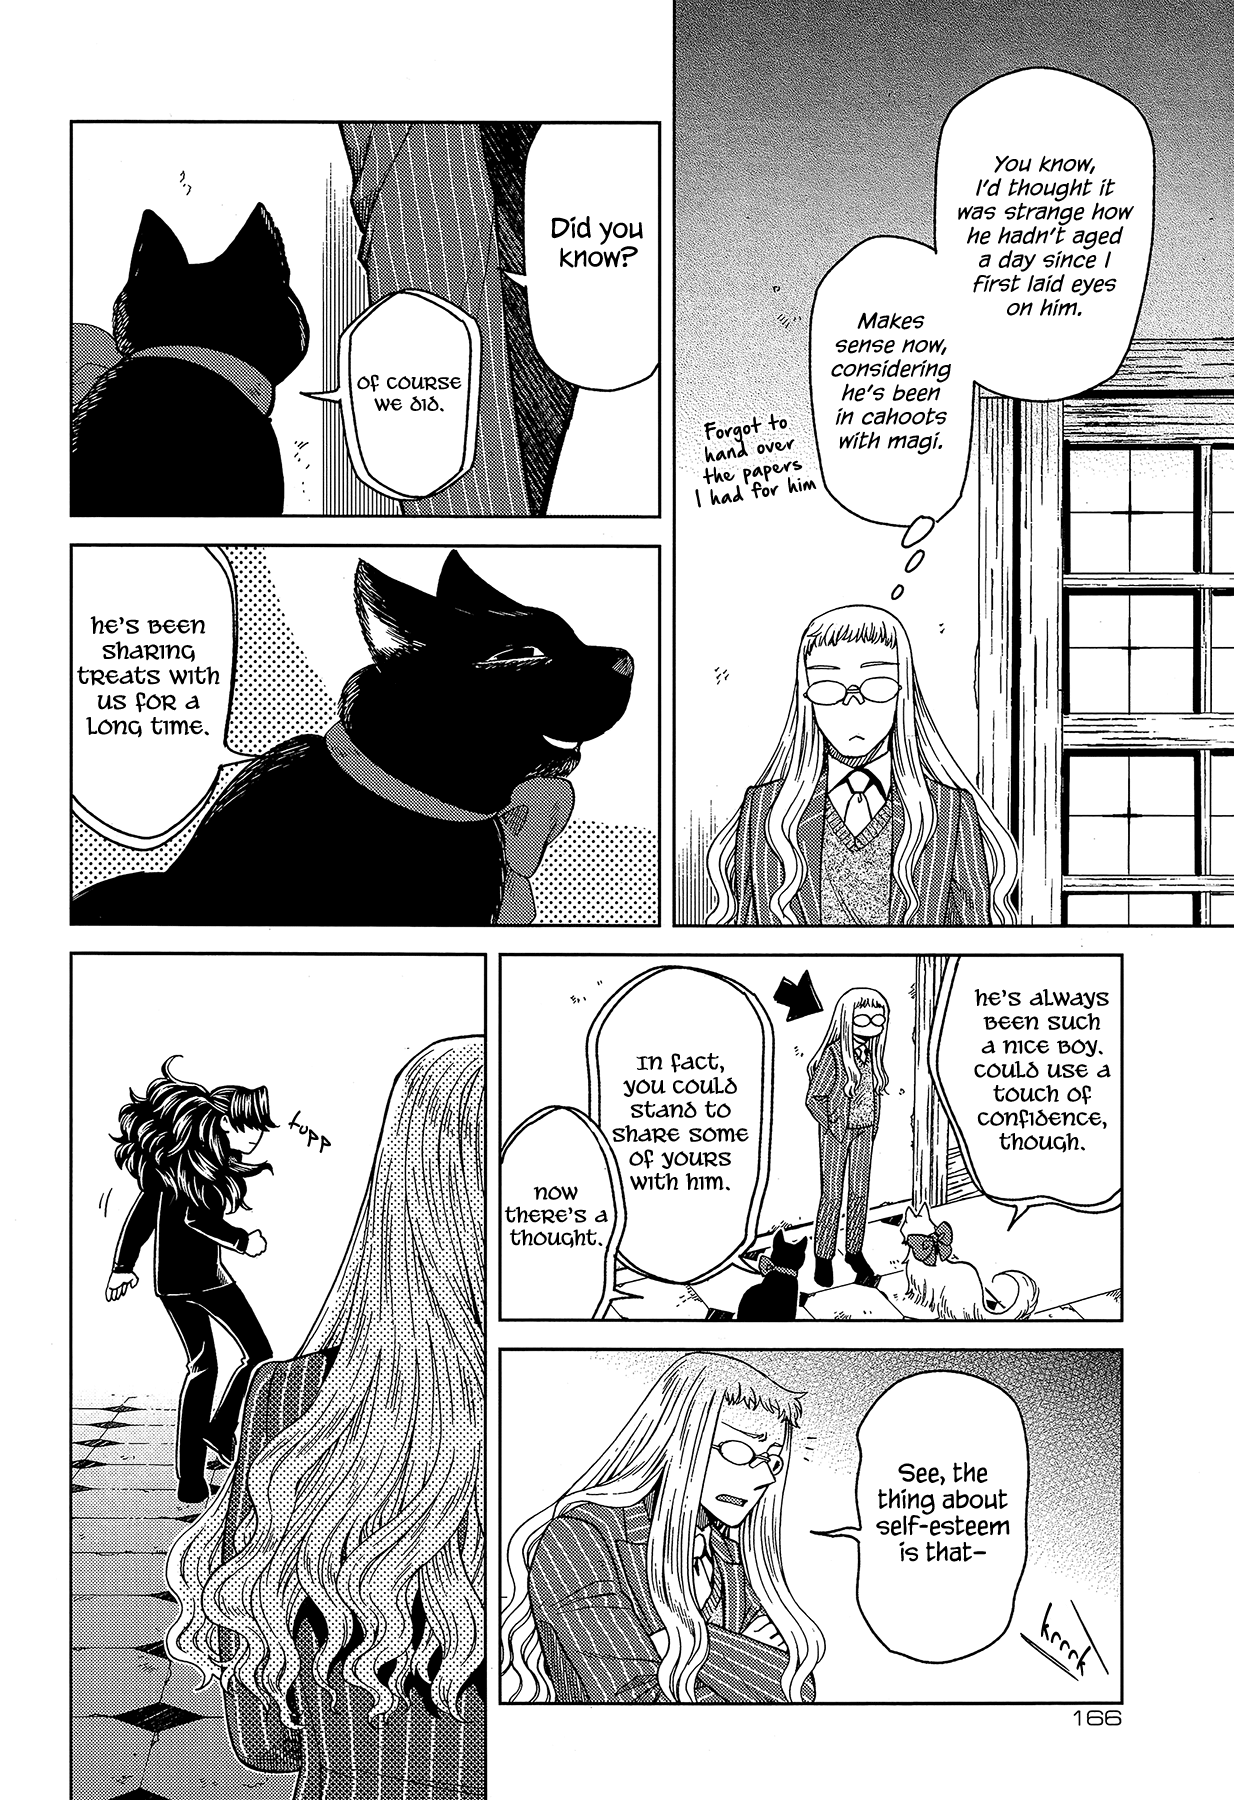 You know,
I'd thought it
was strange how
he hadn't aged
a day since I
first laid eyes
on him.
Makes
sense now,
considering
he's been
in cahoots
with magi.
Forgot to
hand over
the papers
I had for him
Did you
know?
Of course
we did.
he's been
sharing
treats with
us for a
long time.
he's always
been such
a nice boy.
could use a
touch of
confidence,
though.
In fact,
you could
stand to
share some
of yours
with him.
now
there's a
thought.
See, the
thing about
self-esteem
is that–
krrrk
tupp
166